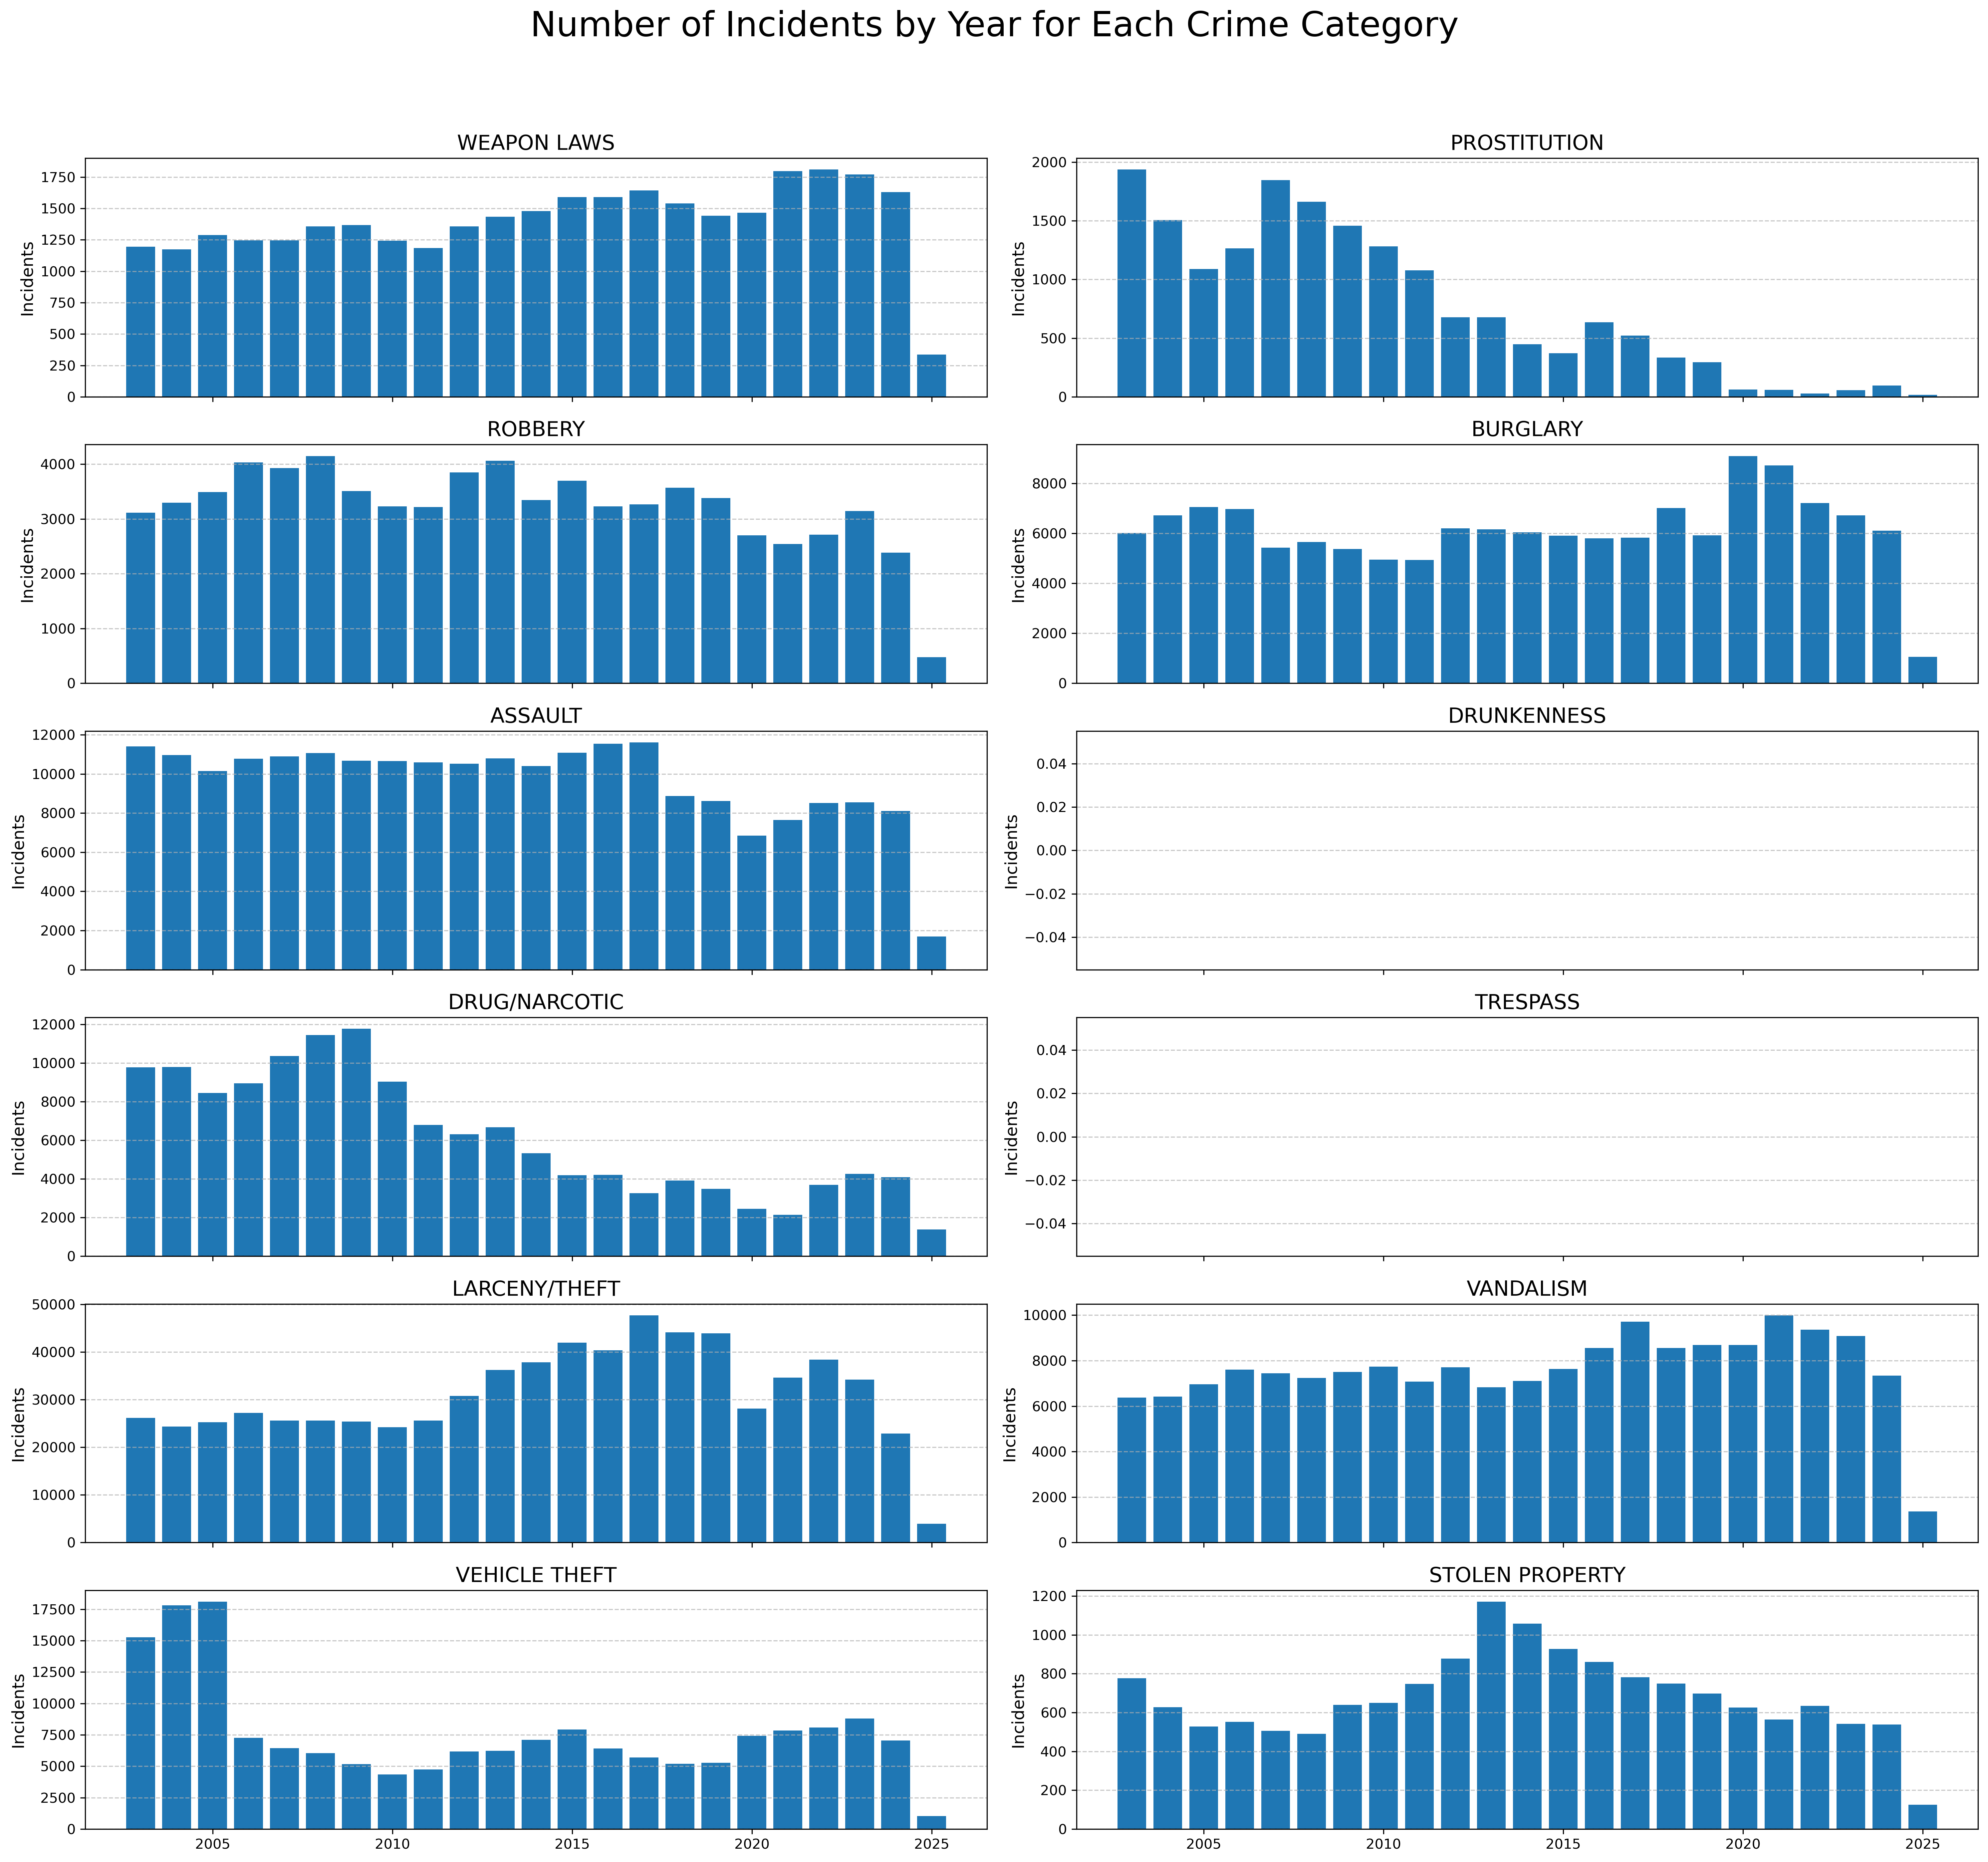 Number of Incidents by Year for Each Crime Category
WEAPON LAWS
Incidents
1750
1500
1250
1000
750
500
250
0
PROSTITUTION
Incidents
2000
1500
1000
500
0
ROBBERY
Incidents
4000
3000
2000
1000
0
BURGLARY
Incidents
8000
6000
4000
2000
0
ASSAULT
Incidents
12000
10000
8000
6000
4000
2000
0
DRUNKENNESS
Incidents
0.04
0.02
0.00
−0.02
−0.04
DRUG/NARCOTIC
Incidents
12000
10000
8000
6000
4000
2000
0
TRESPASS
Incidents
0.04
0.02
0.00
−0.02
−0.04
LARCENY/THEFT
Incidents
50000
40000
30000
20000
10000
0
VANDALISM
Incidents
10000
8000
6000
4000
2000
0
VEHICLE THEFT
Incidents
17500
15000
12500
10000
7500
5000
2500
0
2005 2010 2015 2020 2025
STOLEN PROPERTY
Incidents
1200
1000
800
600
400
200
0
2005 2010 2015 2020 2025